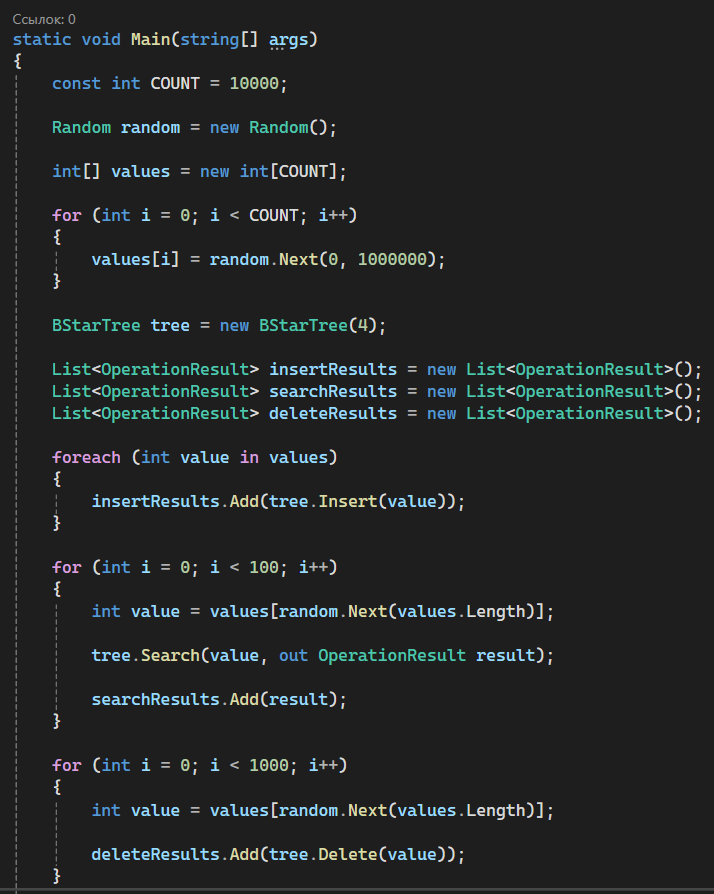 Ссылок: 0
static void Main(string[] args)
{
    const int COUNT = 10000;
    Random random = new Random();
    int[] values = new int[COUNT];
    for (int i = 0; i < COUNT; i++)
    {
        values[i] = random.Next(0, 1000000);
    }
    BStarTree tree = new BStarTree(4);
    List<OperationResult> insertResults = new List<OperationResult>();
    List<OperationResult> searchResults = new List<OperationResult>();
    List<OperationResult> deleteResults = new List<OperationResult>();
    foreach (int value in values)
    {
        insertResults.Add(tree.Insert(value));
    }
    for (int i = 0; i < 100; i++)
    {
        int value = values[random.Next(values.Length)];
        tree.Search(value, out OperationResult result);
        searchResults.Add(result);
    }
    for (int i = 0; i < 1000; i++)
    {
        int value = values[random.Next(values.Length)];
        deleteResults.Add(tree.Delete(value));
    }